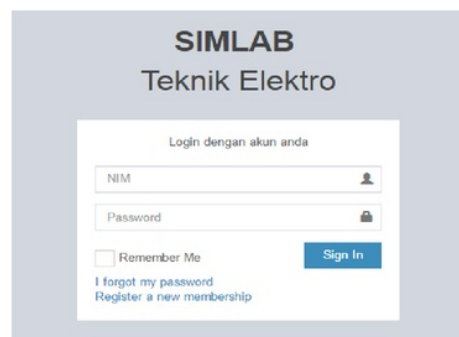 SIMLAB
Teknik Elektro
Login dengan akun anda
NIM
Password
Remember Me
Sign In
I forgot my password
Register a new membership